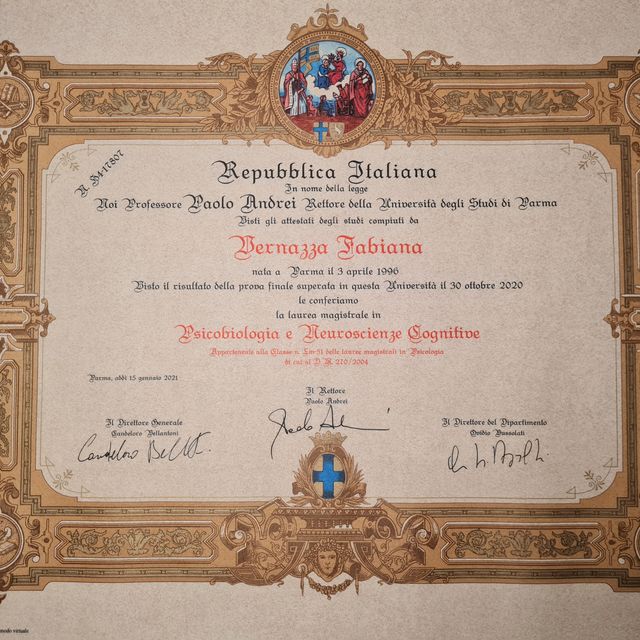 N. 8417807
Repubblica Italiana
In nome della legge
Noi Professore Paolo Andrei Rettore della Università degli Studi di Parma
Visti gli attestati degli studi compiuti da
Vernazza Fabiana
nata a Parma il 3 aprile 1996
Visto il risultato della prova finale superata in questa Università il 30 ottobre 2020
le conferiamo
la laurea magistrale in
Psicobiologia e Neuroscienze Cognitive
Appartenente alla Classe n. Lm-51 delle lauree magistrali in Psicologia
di cui al D.M. 270/2004
Parma, addì 15 gennaio 2021
Il Rettore
Paolo Andrei
Il Direttore Generale
Candeloro Bellantoni
Il Direttore del Dipartimento
Ovidio Bussolati
modo virtuale